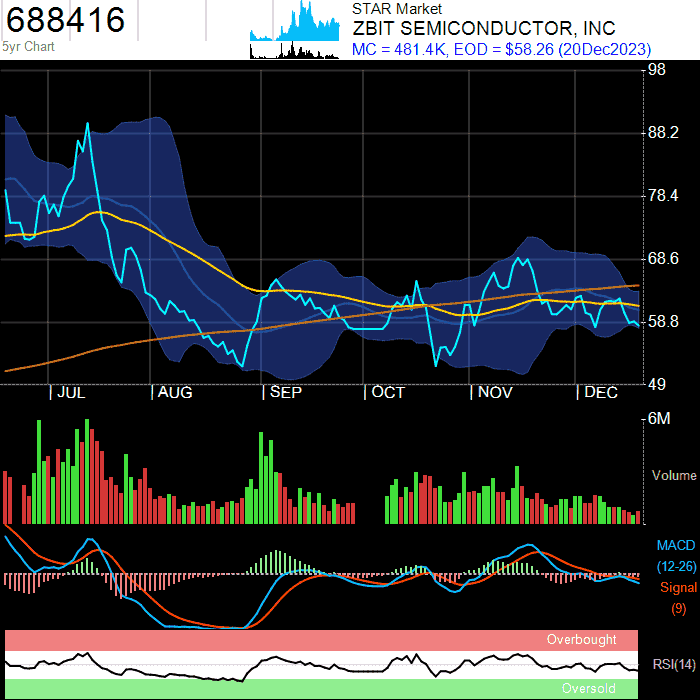 688416
5yr Chart
STAR Market
ZBIT SEMICONDUCTOR, INC
MC = 481.4K, EOD = $58.26 (20Dec2023)
98
88.2
78.4
68.6
58.8
49
| JUL | AUG | SEP | OCT | NOV | DEC
6M
Volume
MACD
(12-26)
Signal
(9)
Overbought
RSI(14)
Oversold